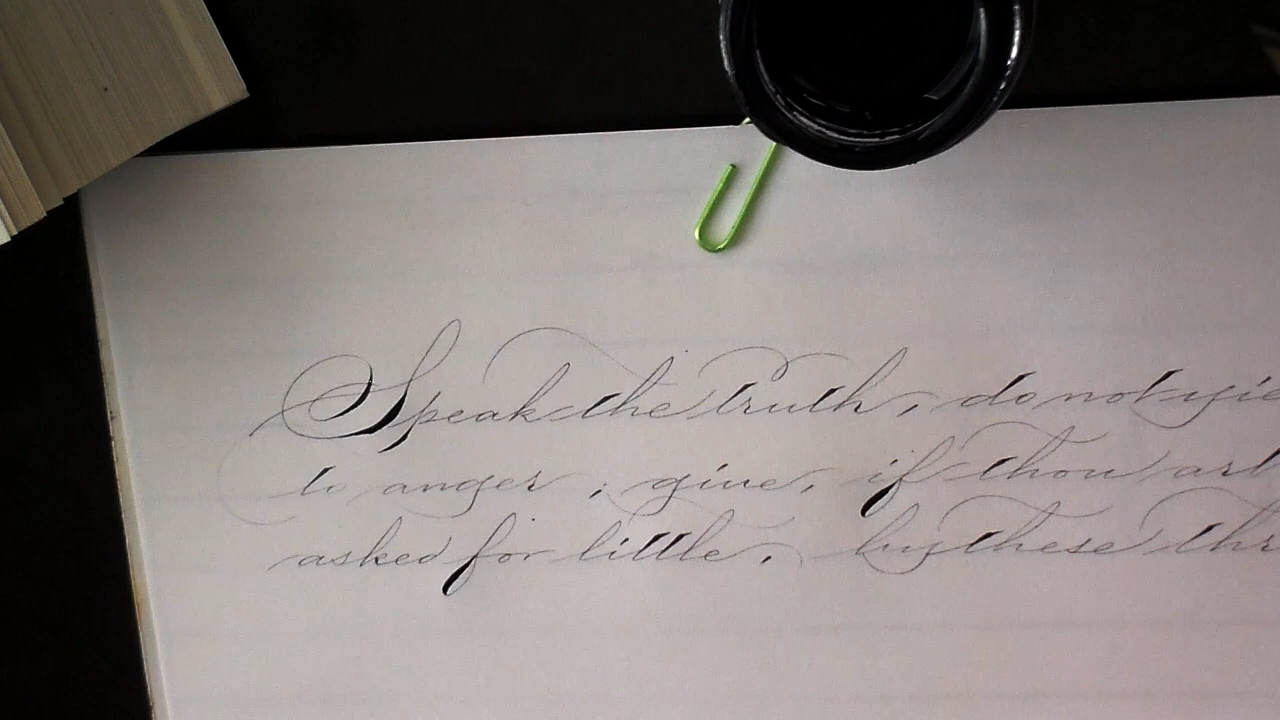 Speak the truth, do not yie
to anger ; give, if thou art
asked for little, by these thr